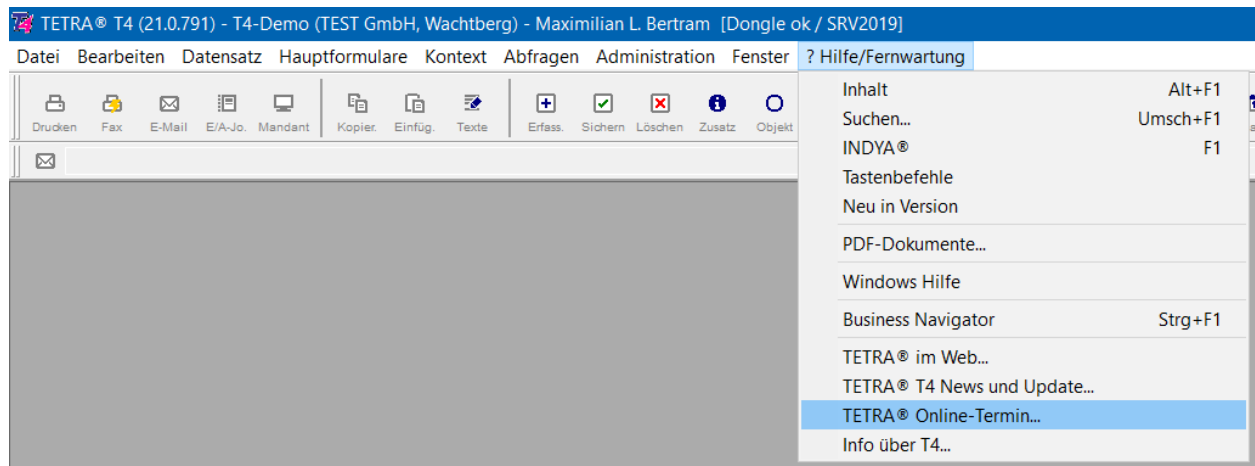 TETRA® T4 (21.0.791) - T4-Demo (TEST GmbH, Wachtberg) - Maximilian L. Bertram [Dongle ok / SRV2019]
Datei Bearbeiten Datensatz Hauptformulare Kontext Abfragen Administration Fenster ? Hilfe/Fernwartung
Drucken Fax E-Mail E/A-Jo. Mandant Kopier. Einfüg. Texte Erfass. Sichern Löschen Zusatz Objekt
Inhalt Alt+F1
Suchen... Umsch+F1
INDYA® F1
Tastenbefehle
Neu in Version
PDF-Dokumente...
Windows Hilfe
Business Navigator Strg+F1
TETRA® im Web...
TETRA® T4 News und Update...
TETRA® Online-Termin...
Info über T4...